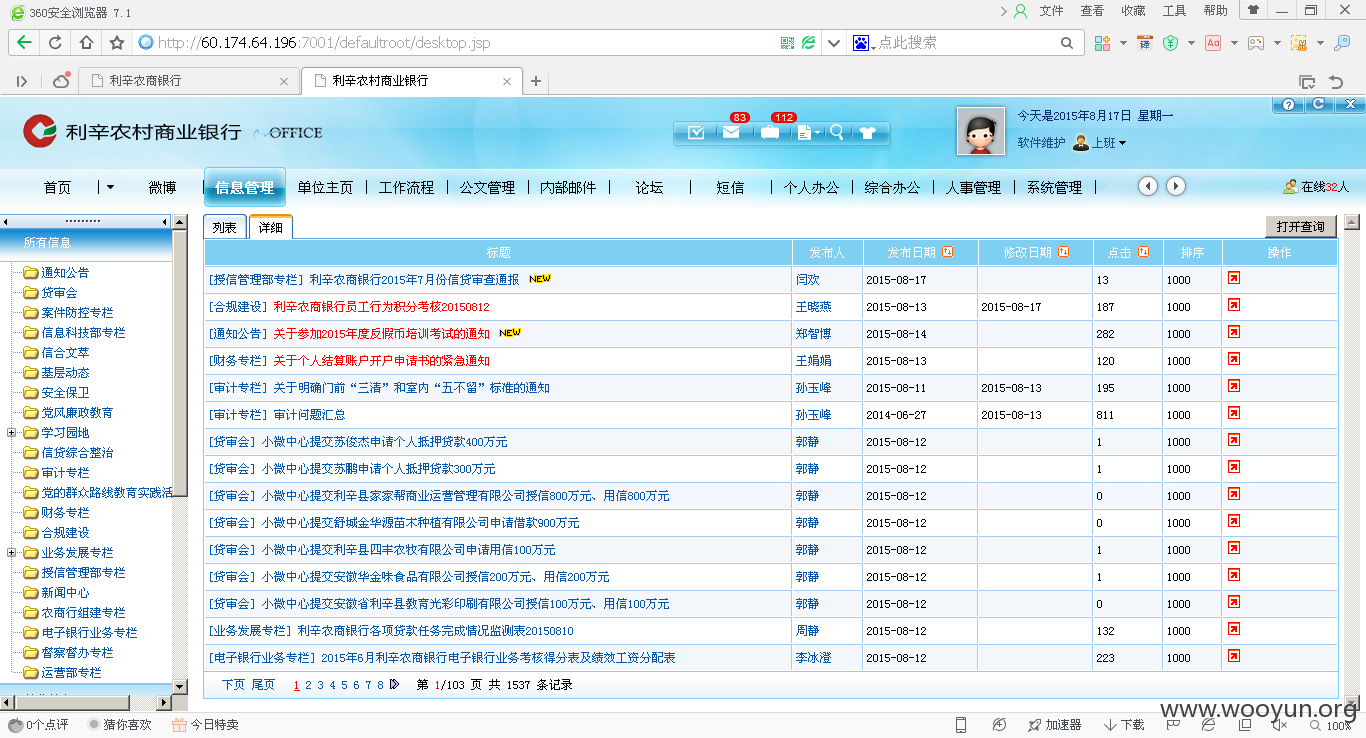 360安全浏览器 7.1
文件 查看 收藏 工具 帮助
http://60.174.64.196:7001/defaultroot/desktop.jsp
点此搜索
利辛农商银行
利辛农村商业银行
利辛农村商业银行 e-OFFICE
83
112
今天是2015年8月17日 星期一
软件维护 上班
首页 微博 信息管理 单位主页 工作流程 公文管理 内部邮件 论坛 短信 个人办公 综合办公 人事管理 系统管理
在线32人
所有信息
通知公告
贷审会
案件防控专栏
信息科技部专栏
信合文萃
基层动态
安全保卫
党风廉政教育
学习园地
信贷综合整治
审计专栏
党的群众路线教育实践活
财务专栏
合规建设
业务发展专栏
授信管理部专栏
新闻中心
农商行组建专栏
电子银行业务专栏
督察督办专栏
运营部专栏
列表 详细
打开查询
标题 发布人 发布日期 修改日期 点击 排序 操作
[授信管理部专栏] 利辛农商银行2015年7月份信贷审查通报 NEW 闫欢 2015-08-17 13 1000
[合规建设] 利辛农商银行员工行为积分考核20150812 王晓燕 2015-08-13 2015-08-17 187 1000
[通知公告] 关于参加2015年度反假币培训考试的通知 NEW 郑智博 2015-08-14 282 1000
[财务专栏] 关于个人结算账户开户申请书的紧急通知 王娟娟 2015-08-13 120 1000
[审计专栏] 关于明确门前“三清”和室内“五不留”标准的通知 孙玉峰 2015-08-11 2015-08-13 195 1000
[审计专栏] 审计问题汇总 孙玉峰 2014-06-27 2015-08-13 811 1000
[贷审会] 小微中心提交苏俊杰申请个人抵押贷款400万元 郭静 2015-08-12 1 1000
[贷审会] 小微中心提交苏鹏申请个人抵押贷款300万元 郭静 2015-08-12 1 1000
[贷审会] 小微中心提交利辛县家家帮商业运营管理有限公司授信800万元、用信800万元 郭静 2015-08-12 0 1000
[贷审会] 小微中心提交舒城金华源苗木种植有限公司申请借款900万元 郭静 2015-08-12 0 1000
[贷审会] 小微中心提交利辛县四丰农牧有限公司申请用信100万元 郭静 2015-08-12 1 1000
[贷审会] 小微中心提交安徽华金味食品有限公司授信200万元、用信200万元 郭静 2015-08-12 1 1000
[贷审会] 小微中心提交安徽省利辛县教育光彩印刷有限公司授信100万元、用信100万元 郭静 2015-08-12 0 1000
[业务发展专栏] 利辛农商银行各项贷款任务完成情况监测表20150810 周静 2015-08-12 132 1000
[电子银行业务专栏] 2015年6月利辛农商银行电子银行业务考核得分表及绩效工资分配表 李冰澄 2015-08-12 223 1000
下页 尾页 1 2 3 4 5 6 7 8 第 1/103 页 共 1537 条记录
www.wooyun.org
0个点评 猜你喜欢 今日特卖
加速器 下载 100%